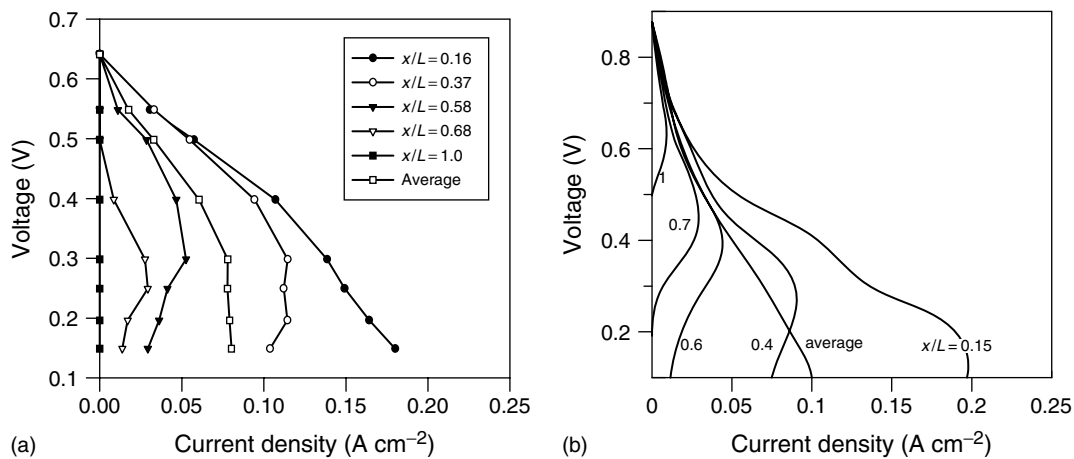 0.7
0.6
0.5
0.4
0.3
0.2
0.1
Voltage (V)
0.00
0.05
0.10
0.15
0.20
0.25
Current density (A cm⁻²)
x/L = 0.16
x/L = 0.37
x/L = 0.58
x/L = 0.68
x/L = 1.0
Average
(a)
0.8
0.6
0.4
0.2
Voltage (V)
1
0.7
0.6
0.4
average
x/L = 0.15
0
0.05
0.10
0.15
0.20
0.25
Current density (A cm⁻²)
(b)